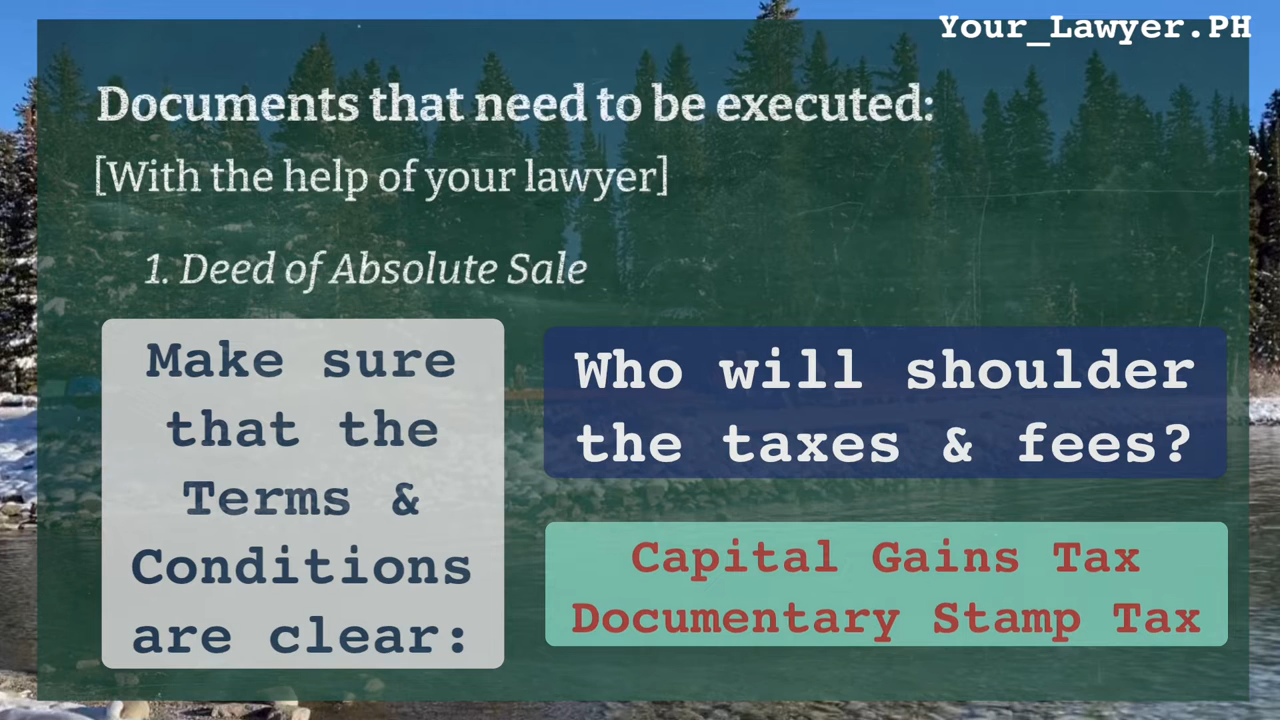 Your_Lawyer.PH
Documents that need to be executed:
[With the help of your lawyer]
1. Deed of Absolute Sale
Make sure
that the
Terms &
Conditions
are clear:
Who will shoulder
the taxes & fees?
Capital Gains Tax
Documentary Stamp Tax